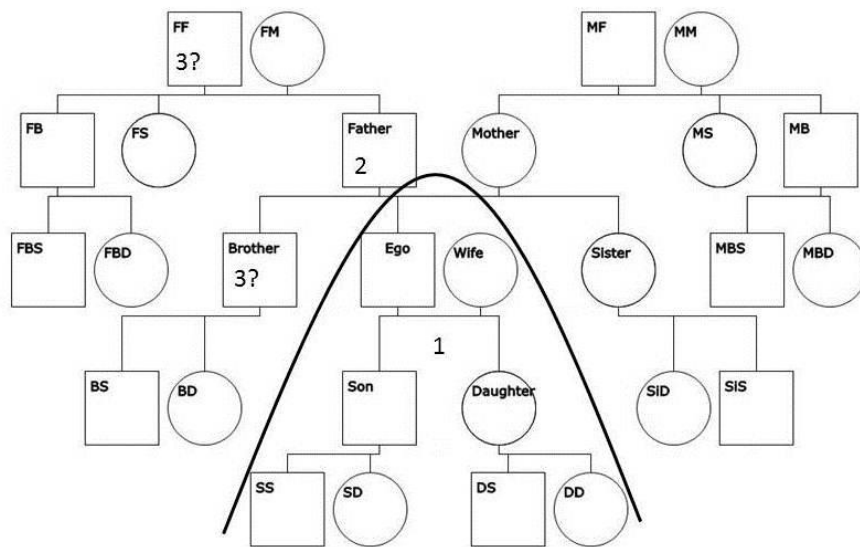 FF FM MF MM
3?
FB FS Father Mother MS MB
2
FBS FBD Brother Ego Wife Sister MBS MBD
3?
1
BS BD Son Daughter SiD SiS
SS SD DS DD